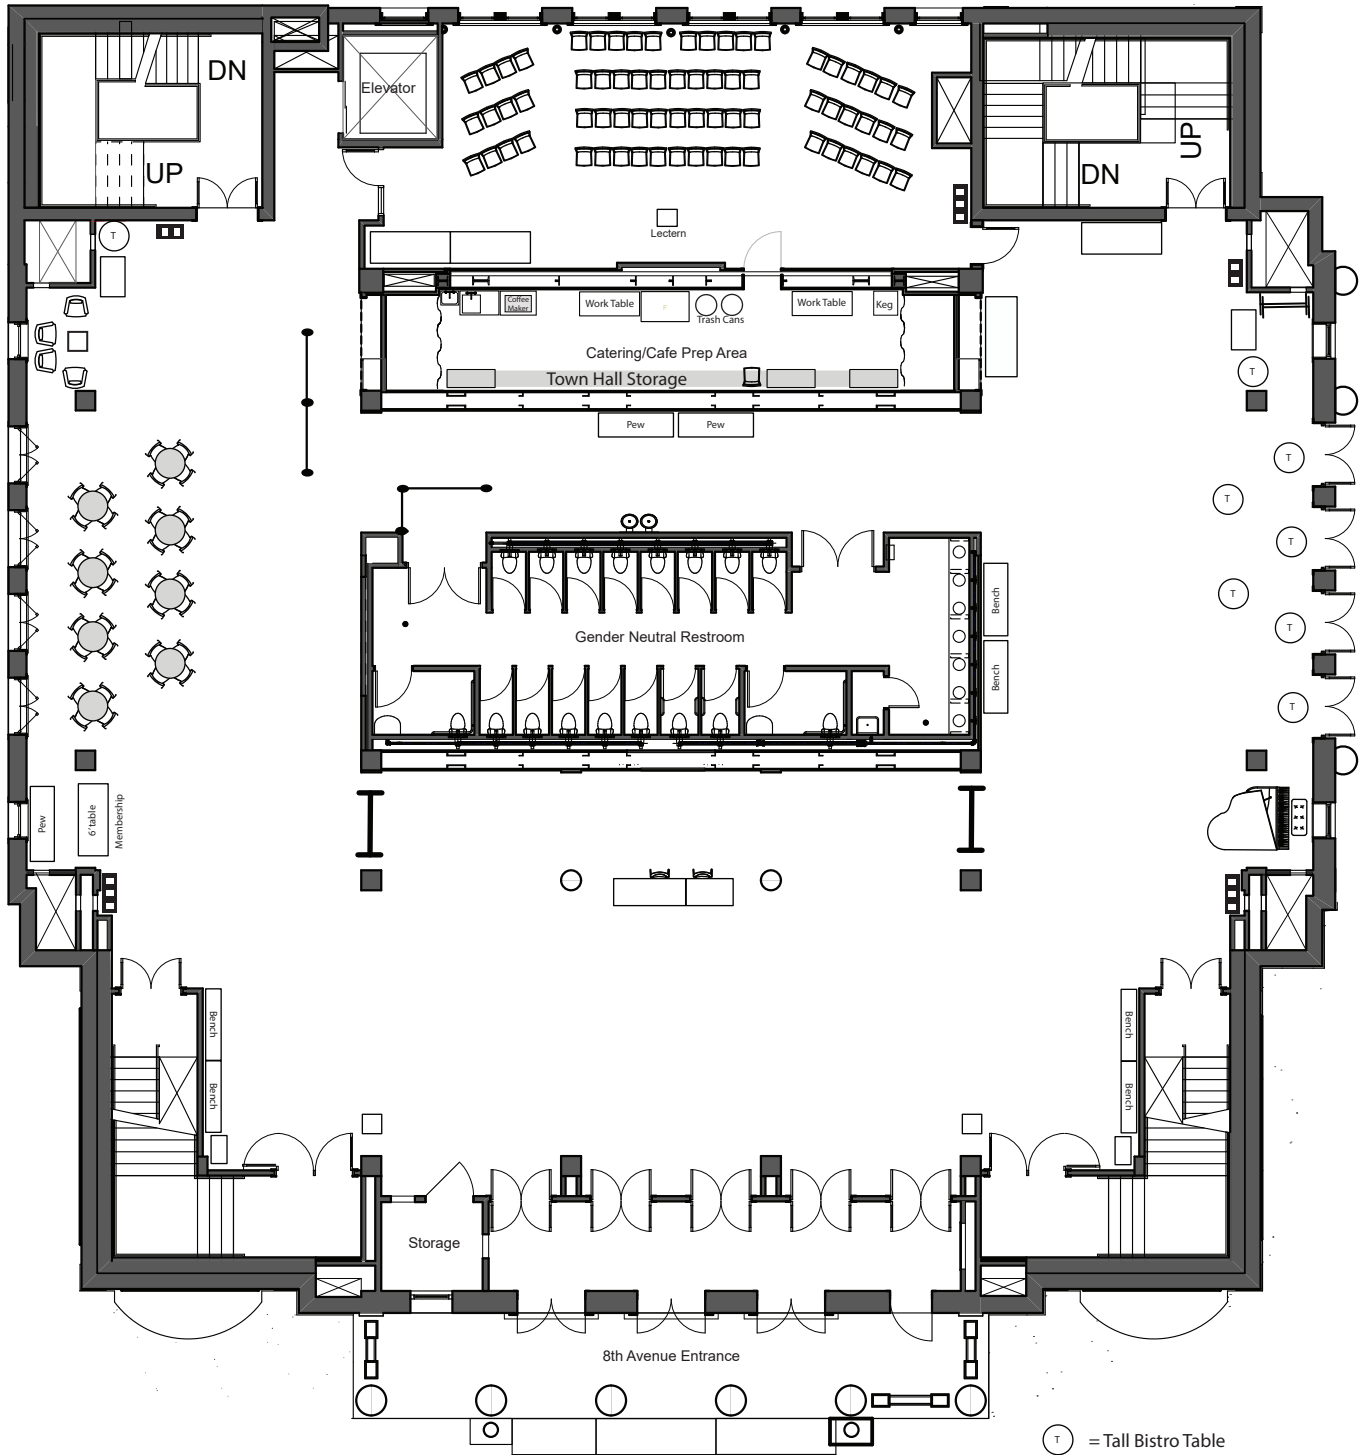 DN
UP
Elevator
UP
DN
T
Lectern
Coffee
Maker
Work Table
F
Trash Cans
Work Table
Keg
Catering/Cafe Prep Area
Town Hall Storage
Pew
Pew
T
T
T
T
T
T
T
Gender Neutral Restroom
Bench
Bench
Pew
6' table
Membership
Bench
Bench
Bench
Bench
Storage
8th Avenue Entrance
T = Tall Bistro Table